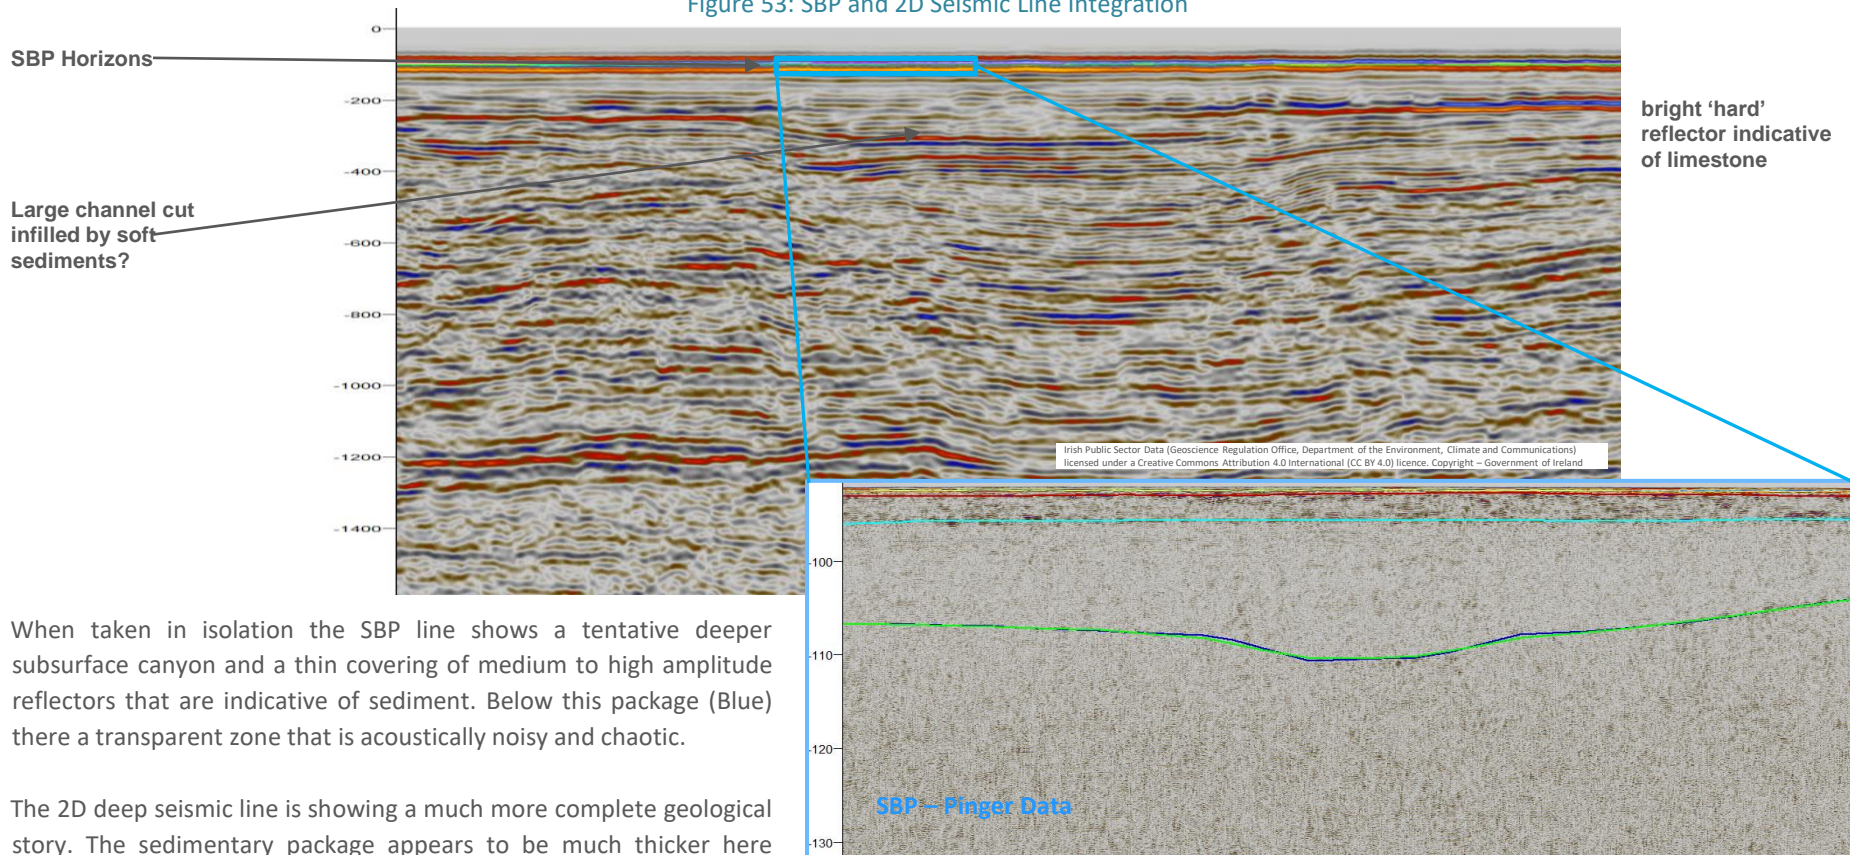 Figure 53: SBP and 2D Seismic Line Integration
0
SBP Horizons
-200
bright ‘hard’
reflector indicative
of limestone
-400
Large channel cut
infilled by soft
sediments?
-600
-800
-1000
-1200
Irish Public Sector Data (Geoscience Regulation Office, Department of the Environment, Climate and Communications)
licensed under a Creative Commons Attribution 4.0 International (CC BY 4.0) licence. Copyright – Government of Ireland
-1400
-100
-110
-120
-130
SBP – Pinger Data
When taken in isolation the SBP line shows a tentative deeper
subsurface canyon and a thin covering of medium to high amplitude
reflectors that are indicative of sediment. Below this package (Blue)
there a transparent zone that is acoustically noisy and chaotic.
The 2D deep seismic line is showing a much more complete geological
story. The sedimentary package appears to be much thicker here